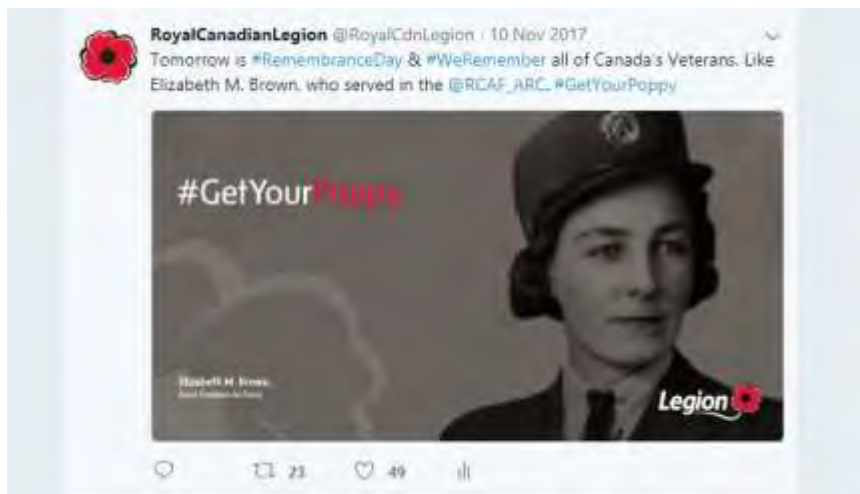 RoyalCanadianLegion @RoyalCdnLegion · 10 Nov 2017
Tomorrow is #RemembranceDay & #WeRemember all of Canada's Veterans. Like
Elizabeth M. Brown, who served in the @RCAF_ARC. #GetYourPoppy
#GetYourPoppy
Elizabeth M. Brown,
Legion
23 49